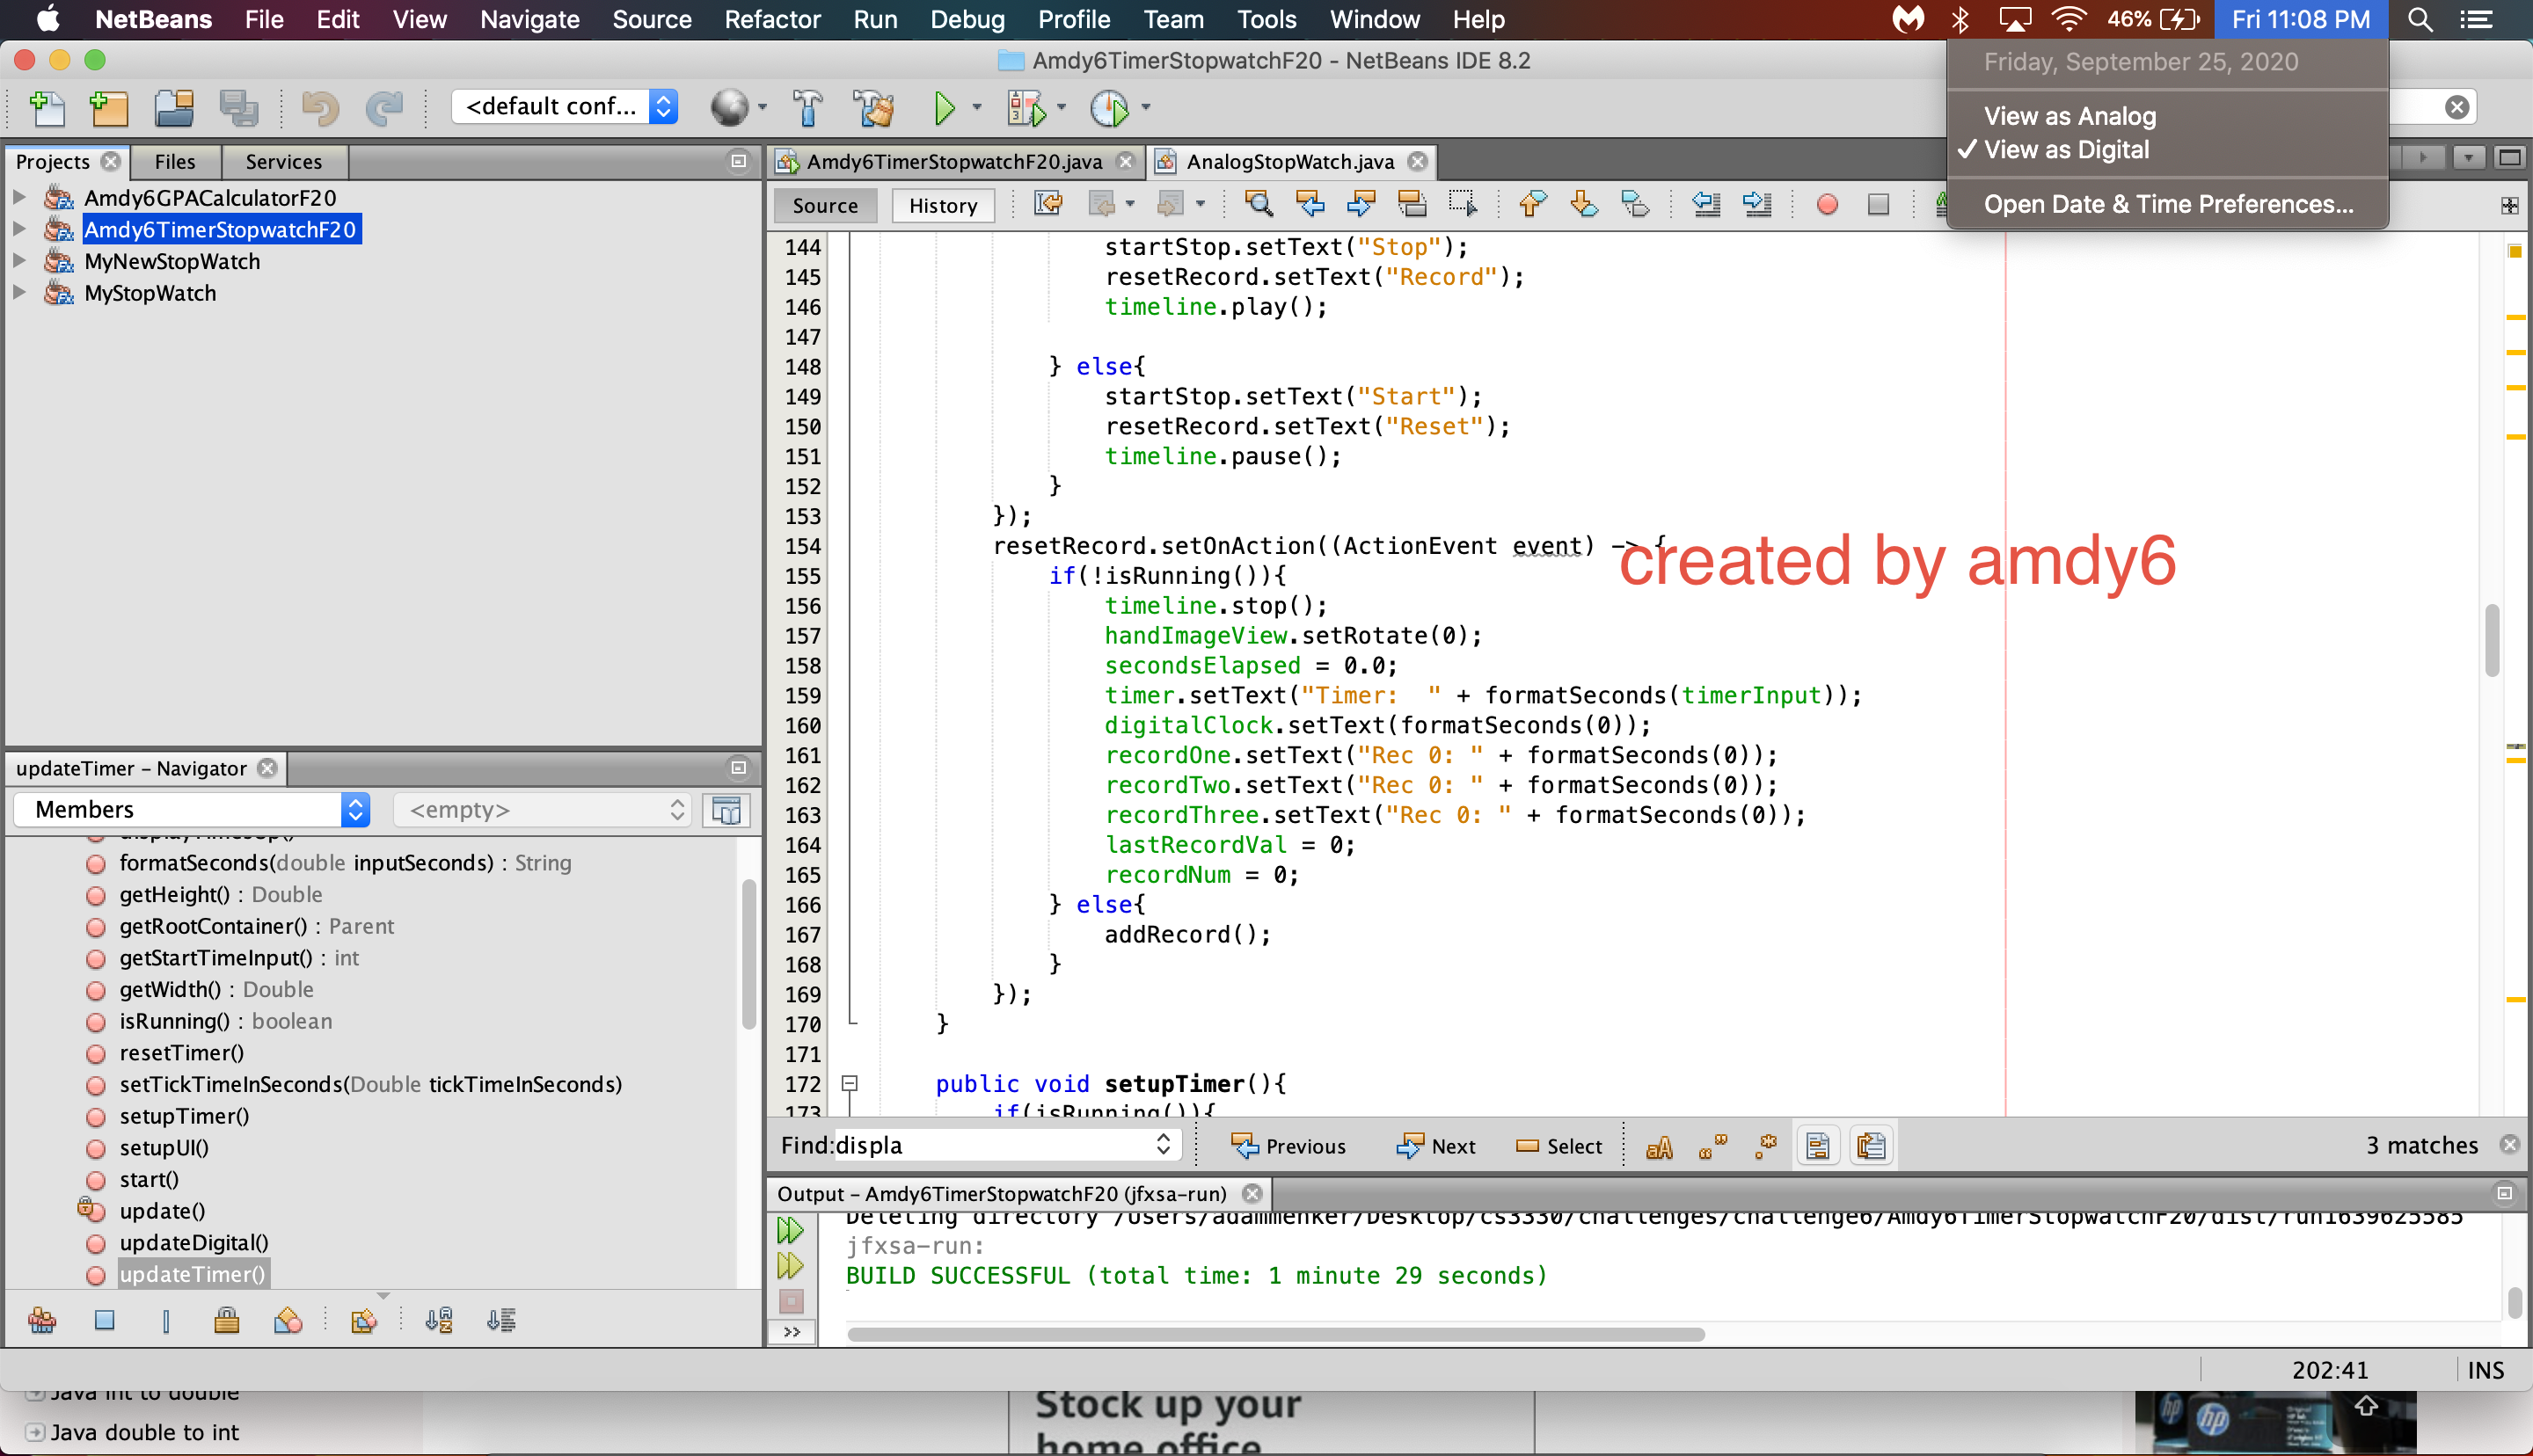 NetBeans File Edit View Navigate Source Refactor Run Debug Profile Team Tools Window Help 46% Fri 11:08 PM
Amdy6TimerStopwatchF20 - NetBeans IDE 8.2
Friday, September 25, 2020
View as Analog
✓ View as Digital
Open Date & Time Preferences...
<default conf...
Projects Files Services
Amdy6GPACalculatorF20
Amdy6TimerStopwatchF20
MyNewStopWatch
MyStopWatch
Amdy6TimerStopwatchF20.java AnalogStopWatch.java
Source History
144 startStop.setText("Stop");
145 resetRecord.setText("Record");
146 timeline.play();
147
148 } else{
149 startStop.setText("Start");
150 resetRecord.setText("Reset");
151 timeline.pause();
152 }
153 });
154 resetRecord.setOnAction((ActionEvent event) -> {
created by amdy6
155 if(!isRunning()){
156 timeline.stop();
157 handImageView.setRotate(0);
158 secondsElapsed = 0.0;
159 timer.setText("Timer:  " + formatSeconds(timerInput));
160 digitalClock.setText(formatSeconds(0));
161 recordOne.setText("Rec 0: " + formatSeconds(0));
162 recordTwo.setText("Rec 0: " + formatSeconds(0));
163 recordThree.setText("Rec 0: " + formatSeconds(0));
164 lastRecordVal = 0;
165 recordNum = 0;
166 } else{
167 addRecord();
168 }
169 });
170 }
171
172 public void setupTimer(){
173 if(isRunning()){
updateTimer - Navigator
Members <empty>
displayTimesUp()
formatSeconds(double inputSeconds) : String
getHeight() : Double
getRootContainer() : Parent
getStartTimeInput() : int
getWidth() : Double
isRunning() : boolean
resetTimer()
setTickTimeInSeconds(Double tickTimeInSeconds)
setupTimer()
setupUI()
start()
update()
updateDigital()
updateTimer()
Find: displa Previous Next Select 3 matches
Output - Amdy6TimerStopwatchF20 (jfxsa-run)
Deleting directory /Users/adammenker/Desktop/cs3330/challenges/challenge6/Amdy6TimerStopwatchF20/dist/run1639625585
jfxsa-run:
BUILD SUCCESSFUL (total time: 1 minute 29 seconds)
202:41 INS
Java int to double
Java double to int
Stock up your
home office
hp hp